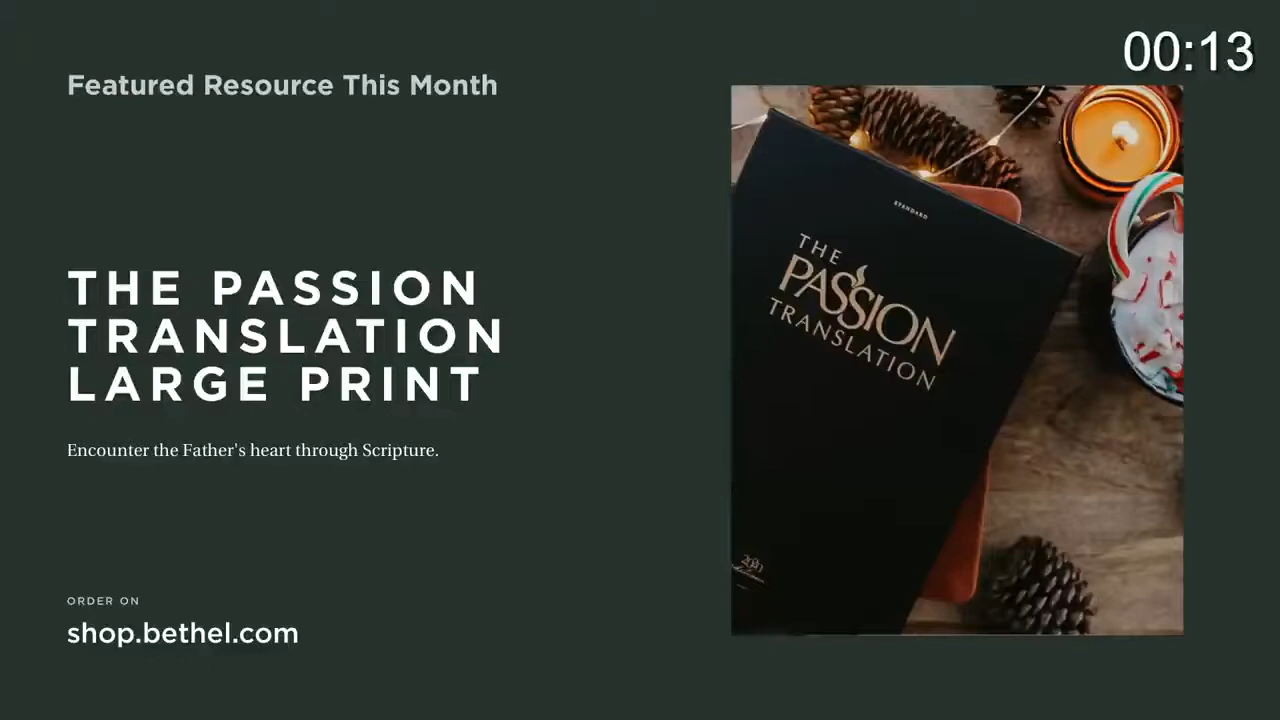 00:13
Featured Resource This Month
THE PASSION
TRANSLATION
LARGE PRINT
Encounter the Father's heart through Scripture.
ORDER ON
shop.bethel.com
STANDARD
THE
PASSION
TRANSLATION